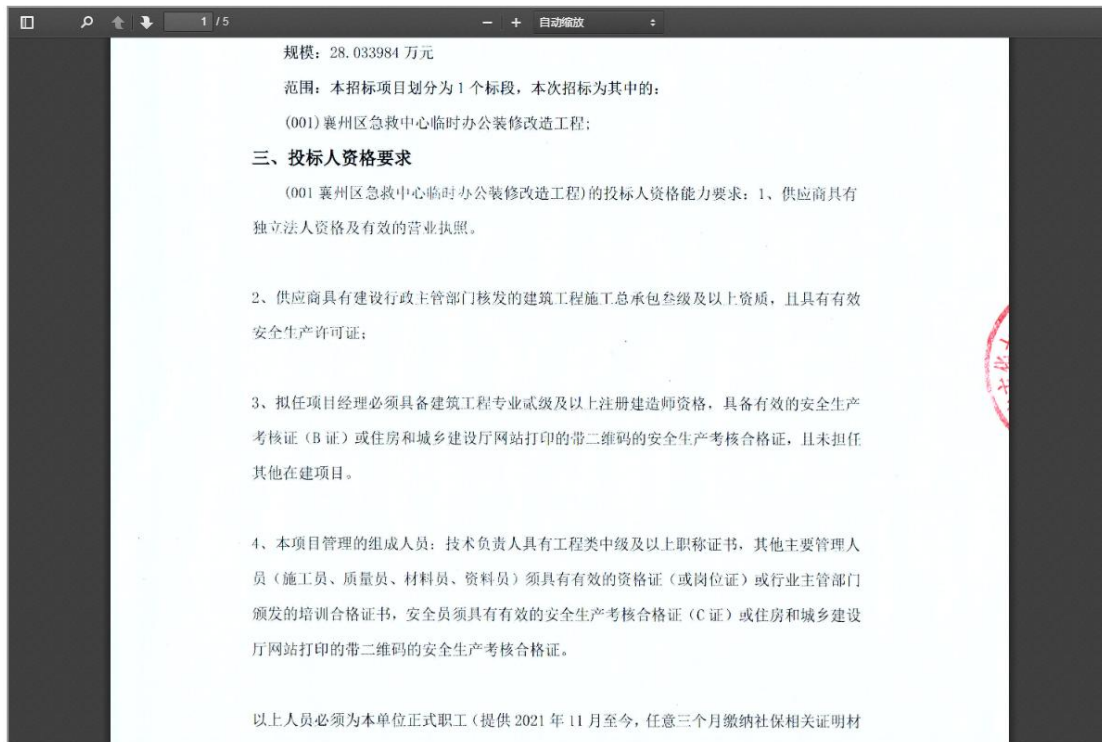 1 / 5
自动缩放
规模：28.033984 万元
范围：本招标项目划分为 1 个标段，本次招标为其中的：
(001)襄州区急救中心临时办公装修改造工程;
三、投标人资格要求
(001 襄州区急救中心临时办公装修改造工程)的投标人资格能力要求：1、供应商具有
独立法人资格及有效的营业执照。
2、供应商具有建设行政主管部门核发的建筑工程施工总承包叁级及以上资质，且具有有效
安全生产许可证;
3、拟任项目经理必须具备建筑工程专业贰级及以上注册建造师资格，具备有效的安全生产
考核证（B 证）或住房和城乡建设厅网站打印的带二维码的安全生产考核合格证，且未担任
其他在建项目。
4、本项目管理的组成人员：技术负责人具有工程类中级及以上职称证书，其他主要管理人
员（施工员、质量员、材料员、资料员）须具有有效的资格证（或岗位证）或行业主管部门
颁发的培训合格证书，安全员须具有有效的安全生产考核合格证（C 证）或住房和城乡建设
厅网站打印的带二维码的安全生产考核合格证。
以上人员必须为本单位正式职工（提供 2021 年 11 月至今，任意三个月缴纳社保相关证明材